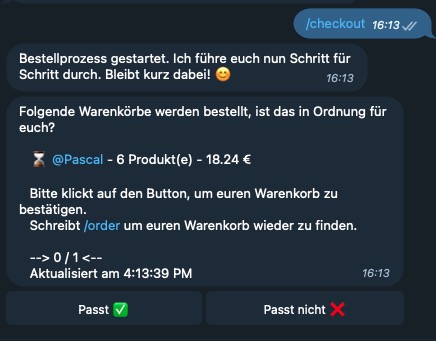 /checkout 16:13
Bestellprozess gestartet. Ich führe euch nun Schritt für
Schritt durch. Bleibt kurz dabei! 😊
16:13
Folgende Warenkörbe werden bestellt, ist das in Ordnung für
euch?
⏳ @Pascal - 6 Produkt(e) - 18.24 €
Bitte klickt auf den Button, um euren Warenkorb zu
bestätigen.
Schreibt /order um euren Warenkorb wieder zu finden.
--> 0 / 1 <--
Aktualisiert am 4:13:39 PM 16:13
Passt ✅ Passt nicht ❌